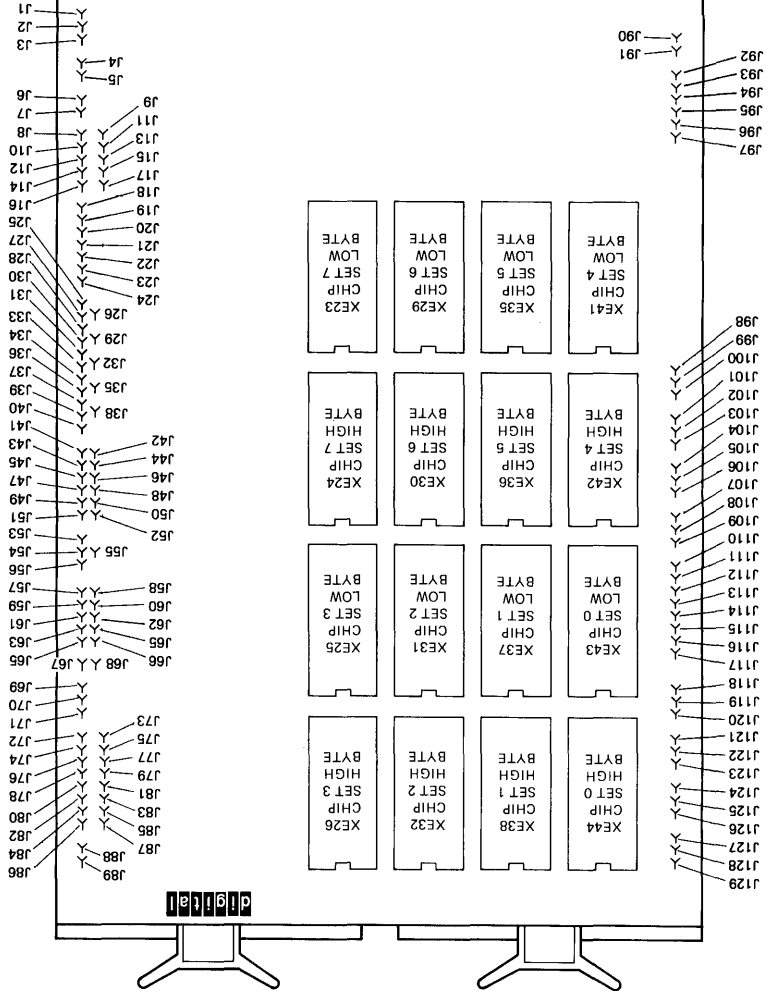 digital
J129
J128
J127
J126
J125
J124
J123
J122
J121
J120
J119
J118
J117
J116
J115
J114
J113
J112
J111
J110
J109
J108
J107
J106
J105
J104
J103
J102
J101
J100
J99
J98
J97
J96
J95
J94
J93
J92
J91
J90
XE44
CHIP
SET 0
HIGH
BYTE
XE38
CHIP
SET 1
HIGH
BYTE
XE32
CHIP
SET 2
HIGH
BYTE
XE26
CHIP
SET 3
HIGH
BYTE
XE43
CHIP
SET 0
LOW
BYTE
XE37
CHIP
SET 1
LOW
BYTE
XE31
CHIP
SET 2
LOW
BYTE
XE25
CHIP
SET 3
LOW
BYTE
XE42
CHIP
SET 4
HIGH
BYTE
XE36
CHIP
SET 5
HIGH
BYTE
XE30
CHIP
SET 6
HIGH
BYTE
XE24
CHIP
SET 7
HIGH
BYTE
XE41
CHIP
SET 4
LOW
BYTE
XE35
CHIP
SET 5
LOW
BYTE
XE29
CHIP
SET 6
LOW
BYTE
XE23
CHIP
SET 7
LOW
BYTE
J89
J88
J87
J85
J83
J81
J79
J77
J75
J73
J68
J67
J66
J65
J62
J60
J58
J55
J52
J50
J48
J46
J44
J42
J38
J35
J32
J29
J26
J24
J23
J22
J21
J20
J19
J18
J17
J15
J13
J11
J9
J5
J4
J86
J84
J82
J80
J78
J76
J74
J72
J71
J70
J69
J65
J63
J61
J59
J57
J56
J54
J53
J51
J49
J47
J45
J43
J41
J40
J39
J37
J36
J34
J33
J31
J30
J28
J27
J25
J16
J14
J12
J10
J8
J7
J6
J3
J2
J1